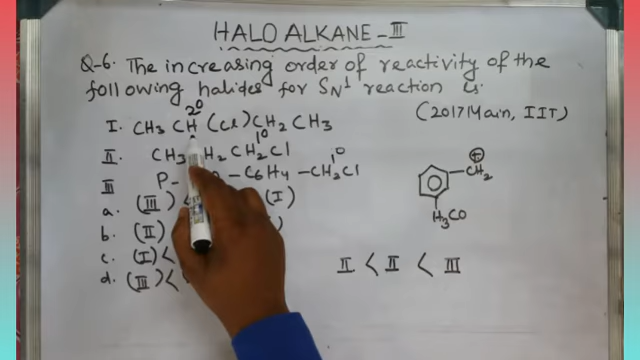 HALO ALKANE - III
Q-6. The increasing order of reactivity of the
following halides for SN1 reaction is.
(2017 Main, IIT)
2°
I. CH3 CH (Cl) CH2 CH3
1°
II. CH3 H2 CH2Cl
1°
III P- O - C6H4 - CH2Cl
a. (III) < (I)
b. (II)
c. (I) <
d. (III) <
+
CH2
H3CO
II < II < III